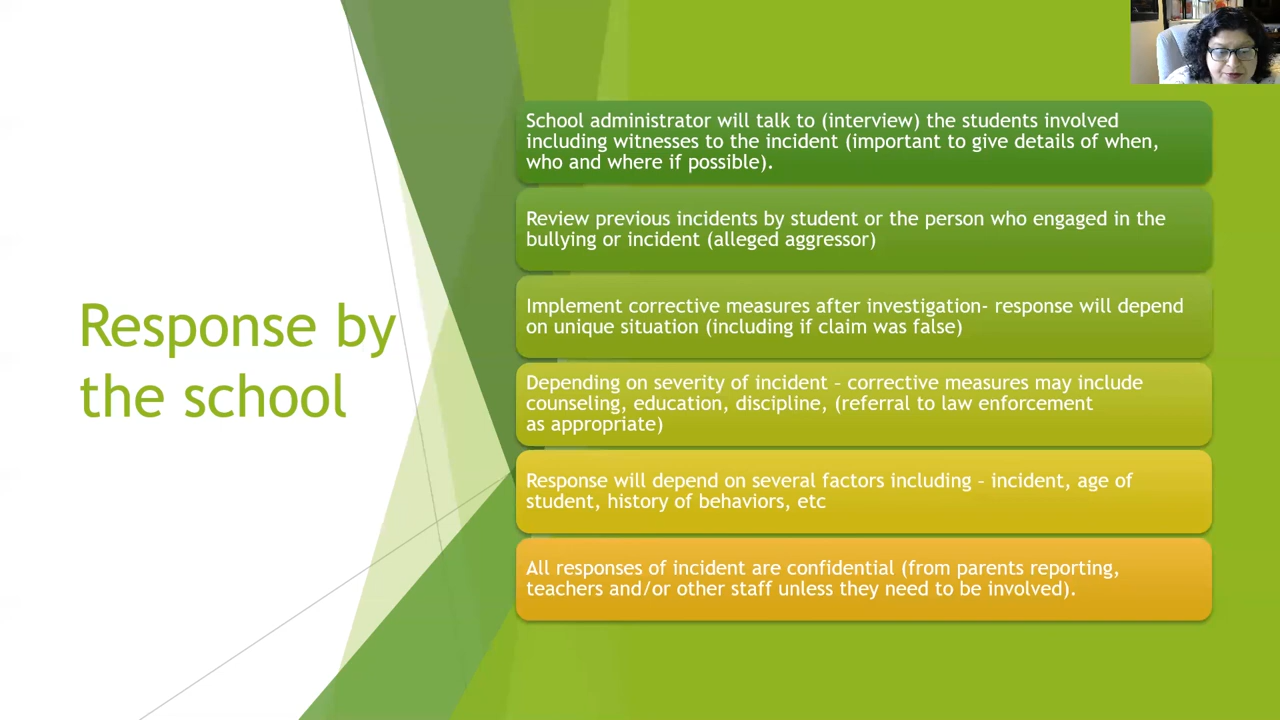 Response by
the school
School administrator will talk to (interview) the students involved
including witnesses to the incident (important to give details of when,
who and where if possible).
Review previous incidents by student or the person who engaged in the
bullying or incident (alleged aggressor)
Implement corrective measures after investigation- response will depend
on unique situation (including if claim was false)
Depending on severity of incident – corrective measures may include
counseling, education, discipline, (referral to law enforcement
as appropriate)
Response will depend on several factors including – incident, age of
student, history of behaviors, etc
All responses of incident are confidential (from parents reporting,
teachers and/or other staff unless they need to be involved).